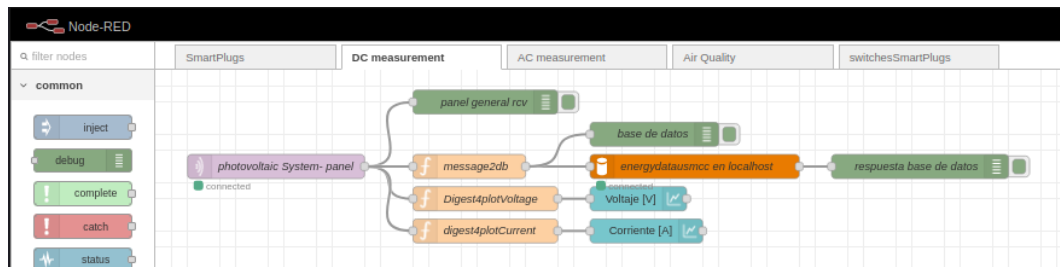 Node-RED
filter nodes
SmartPlugs
DC measurement
AC measurement
Air Quality
switchesSmartPlugs
common
inject
debug
complete
catch
status
panel general rcv
base de datos
photovoltaic System- panel
connected
message2db
energydatausmcc en localhost
connected
respuesta base de datos
Digest4plotVoltage
Voltaje [V]
digest4plotCurrent
Corriente [A]